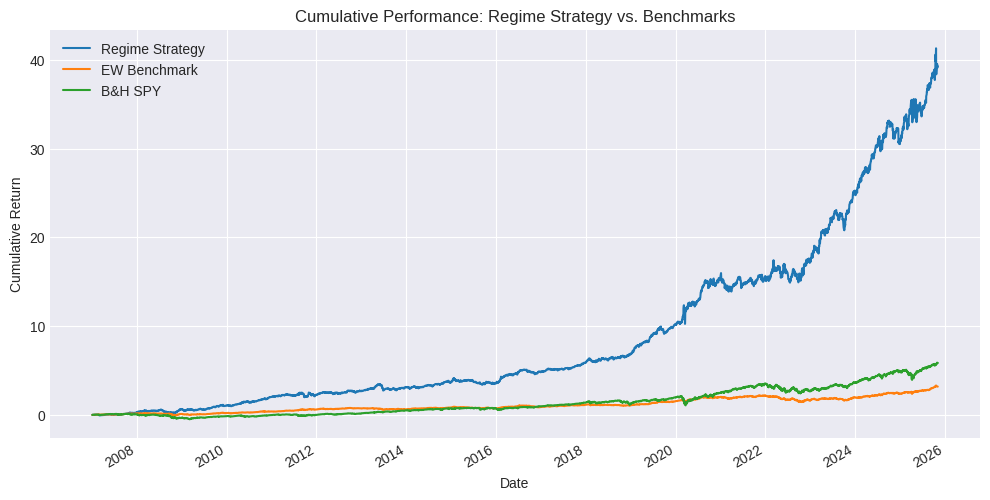 Cumulative Performance: Regime Strategy vs. Benchmarks
Regime Strategy
EW Benchmark
B&H SPY
Cumulative Return
40
30
20
10
0
2008
2010
2012
2014
2016
2018
2020
2022
2024
2026
Date